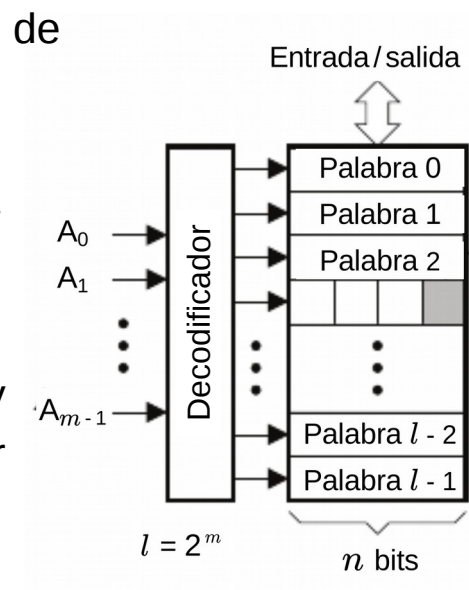 de
Entrada/salida
Palabra 0
Palabra 1
A₀
Palabra 2
A₁
Decodificador
Aₘ₋₁
Palabra l - 2
Palabra l - 1
l = 2ᵐ
n bits